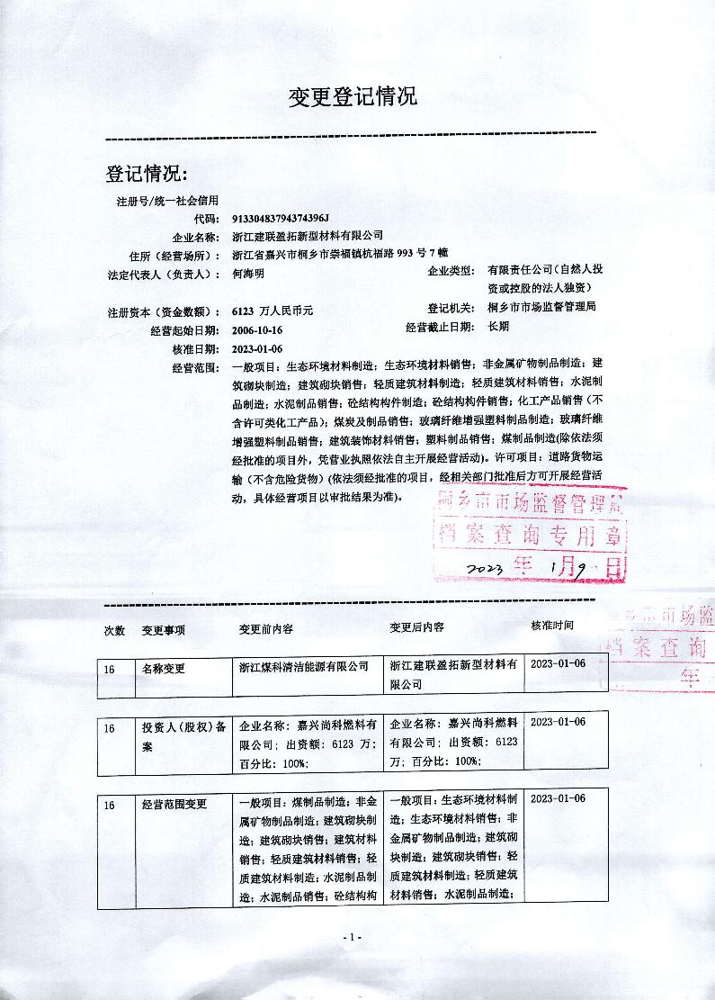 变更登记情况
登记情况:
注册号/统一社会信用
代码: 91330483794374396J
企业名称: 浙江建联盈拓新型材料有限公司
住所（经营场所）: 浙江省嘉兴市桐乡市崇福镇杭福路 993 号 7 幢
法定代表人（负责人）: 何海明
企业类型: 有限责任公司(自然人投
资或控股的法人独资）
注册资本（资金数额）: 6123 万人民币元
登记机关: 桐乡市市场监督管理局
经营起始日期: 2006-10-16
经营截止日期: 长期
核准日期: 2023-01-06
经营范围: 一般项目：生态环境材料制造；生态环境材料销售；非金属矿物制品制造；建
筑砌块制造；建筑砌块销售；轻质建筑材料制造；轻质建筑材料销售；水泥制
品制造；水泥制品销售；砼结构构件制造；砼结构构件销售；化工产品销售（不
含许可类化工产品）；煤炭及制品销售；玻璃纤维增强塑料制品制造；玻璃纤维
增强塑料制品销售；建筑装饰材料销售；塑料制品销售；煤制品制造(除依法须
经批准的项目外，凭营业执照依法自主开展经营活动)。许可项目：道路货物运
输（不含危险货物）(依法须经批准的项目，经相关部门批准后方可开展经营活
动，具体经营项目以审批结果为准)。
桐乡市市场监督管理局
档案查询专用章
2023 年 1月9 日
次数 变更事项 变更前内容 变更后内容 核准时间
乡市市场监
档案查询
年
16 名称变更 浙江煤科清洁能源有限公司 浙江建联盈拓新型材料有 2023-01-06
限公司
16 投资人(股权)备 企业名称：嘉兴尚科燃料有 企业名称：嘉兴尚科燃料 2023-01-06
案 限公司；出资额：6123 万； 有限公司；出资额：6123
百分比：100%; 万；百分比：100%;
16 经营范围变更 一般项目：煤制品制造；非金 一般项目：生态环境材料制 2023-01-06
属矿物制品制造；建筑砌块制 造；生态环境材料销售；非
造；建筑砌块销售；建筑材料 金属矿物制品制造；建筑砌
销售；轻质建筑材料销售；轻 块制造；建筑砌块销售；轻
质建筑材料制造；水泥制品制 质建筑材料制造；轻质建筑
造；水泥制品销售；砼结构构 材料销售；水泥制品制造；
- 1 -